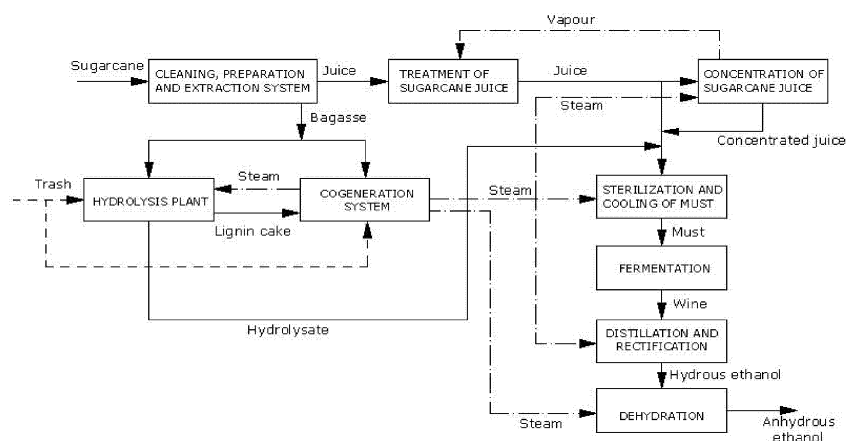 Vapour
Sugarcane
CLEANING, PREPARATION
AND EXTRACTION SYSTEM
Juice
TREATMENT OF
SUGARCANE JUICE
Juice
CONCENTRATION OF
SUGARCANE JUICE
Steam
Bagasse
Concentrated juice
Trash
HYDROLYSIS PLANT
Steam
COGENERATION
SYSTEM
Steam
STERILIZATION AND
COOLING OF MUST
Lignin cake
Must
FERMENTATION
Wine
Hydrolysate
DISTILLATION AND
RECTIFICATION
Hydrous ethanol
Steam
DEHYDRATION
Anhydrous
ethanol